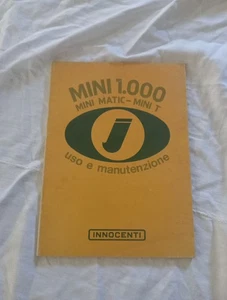 MINI 1.000
MINI MATIC - MINI T
j
uso e manutenzione
INNOCENTI